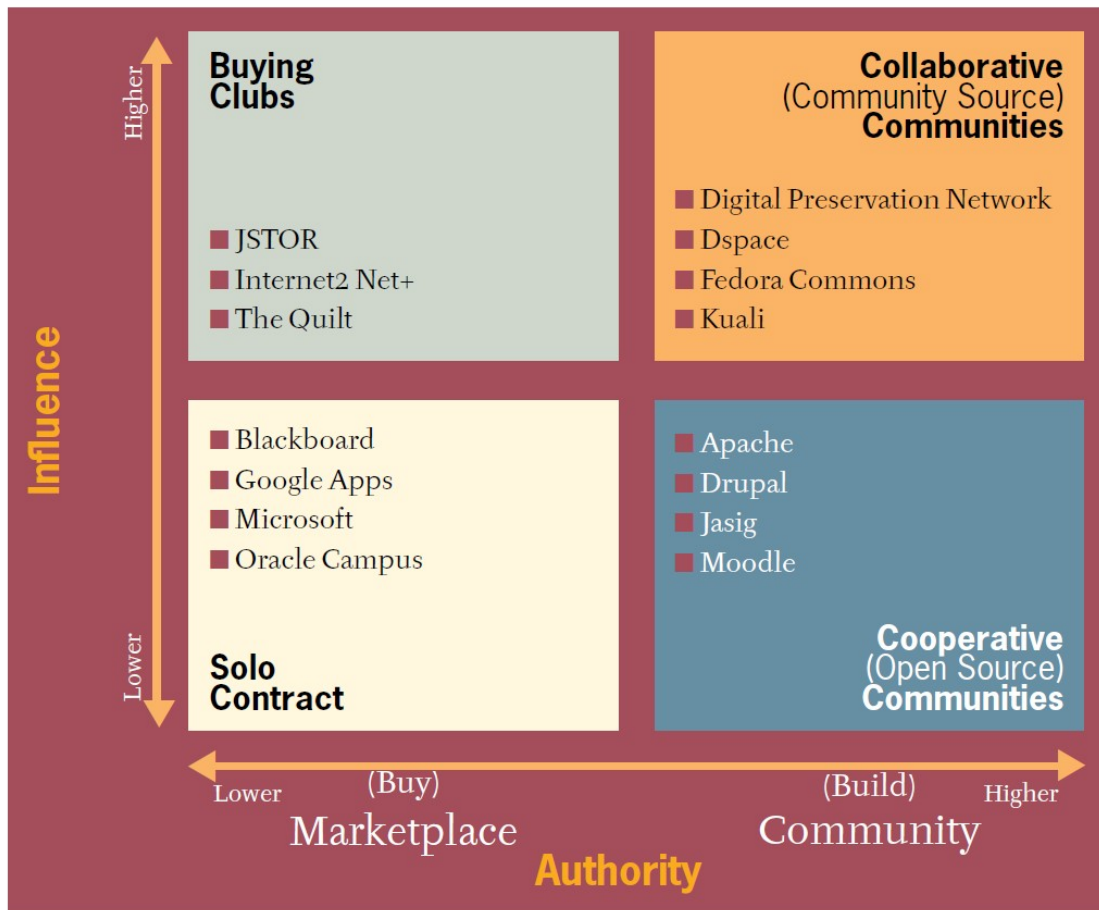 Influence
Higher
Lower
Buying
Clubs
JSTOR
Internet2 Net+
The Quilt
Collaborative
(Community Source)
Communities
Digital Preservation Network
Dspace
Fedora Commons
Kuali
Blackboard
Google Apps
Microsoft
Oracle Campus
Solo
Contract
Apache
Drupal
Jasig
Moodle
Cooperative
(Open Source)
Communities
Lower
(Buy)
Marketplace
(Build)
Community
Higher
Authority